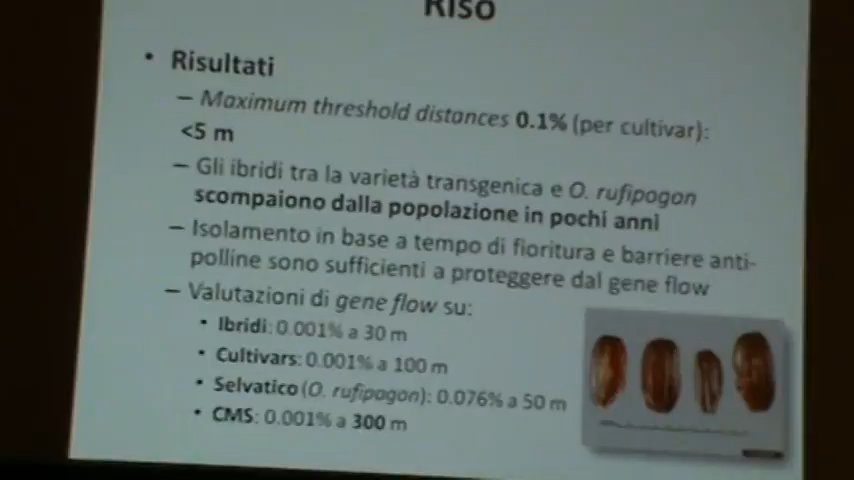 Riso
• Risultati
– Maximum threshold distances 0.1% (per cultivar):
<5 m
– Gli ibridi tra la varietà transgenica e O. rufipogon
scompaiono dalla popolazione in pochi anni
– Isolamento in base a tempo di fioritura e barriere anti-
polline sono sufficienti a proteggere dal gene flow
– Valutazioni di gene flow su:
• Ibridi: 0.001% a 30 m
• Cultivars: 0.001% a 100 m
• Selvatico (O. rufipogon): 0.076% a 50 m
• CMS: 0.001% a 300 m